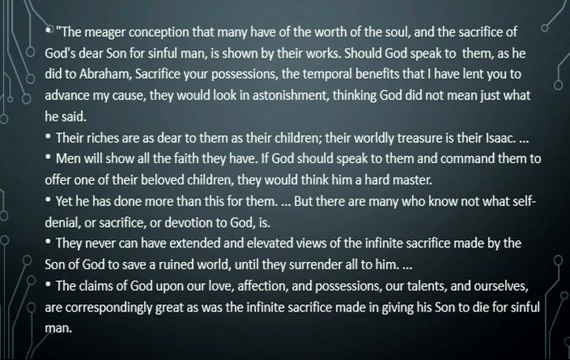 • "The meager conception that many have of the worth of the soul, and the sacrifice of
God's dear Son for sinful man, is shown by their works. Should God speak to them, as he
did to Abraham, Sacrifice your possessions, the temporal benefits that I have lent you to
advance my cause, they would look in astonishment, thinking God did not mean just what
he said.
• Their riches are as dear to them as their children; their worldly treasure is their Isaac. ...
• Men will show all the faith they have. If God should speak to them and command them to
offer one of their beloved children, they would think him a hard master.
• Yet he has done more than this for them. ... But there are many who know not what self-
denial, or sacrifice, or devotion to God, is.
• They never can have extended and elevated views of the infinite sacrifice made by the
Son of God to save a ruined world, until they surrender all to him. ...
• The claims of God upon our love, affection, and possessions, our talents, and ourselves,
are correspondingly great as was the infinite sacrifice made in giving his Son to die for sinful
man.